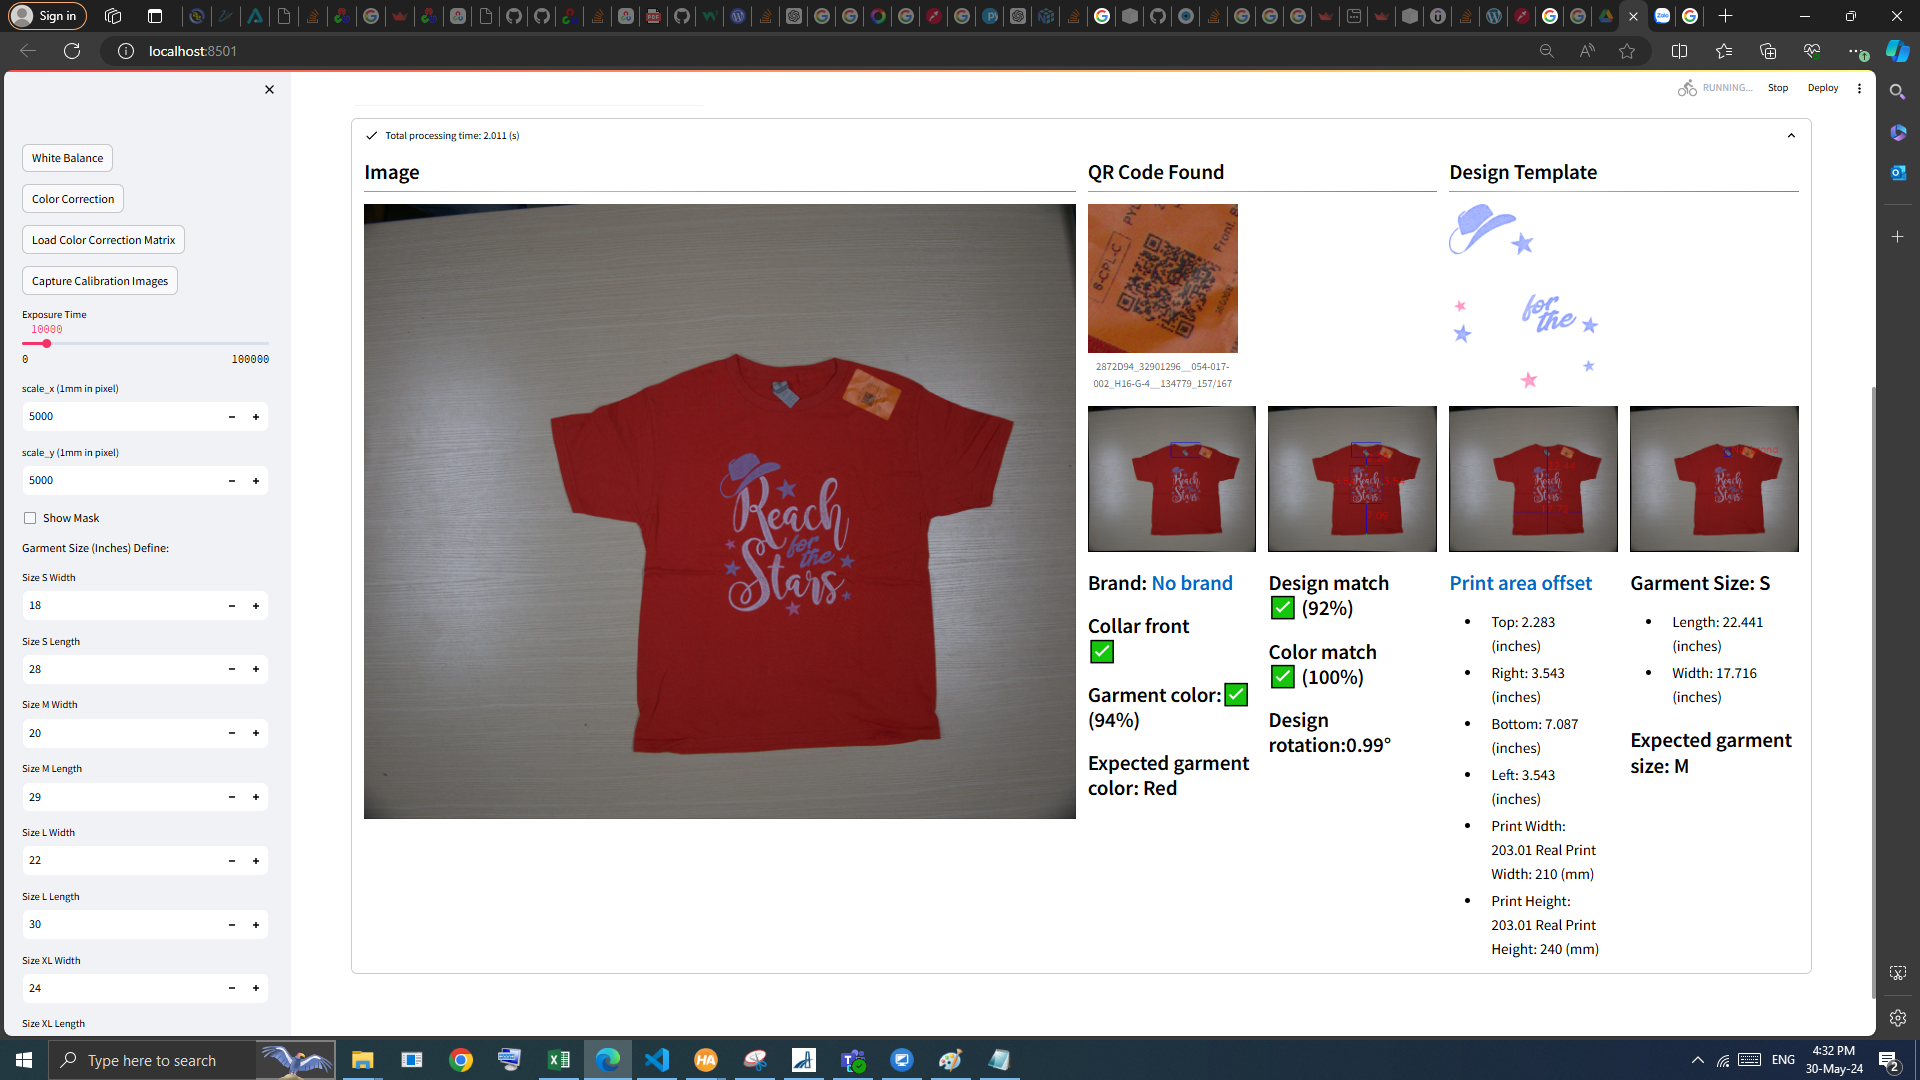 Sign in
localhost:8501
RUNNING...
Stop
Deploy
White Balance
Color Correction
Load Color Correction Matrix
Capture Calibration Images
Exposure Time
10000
0
100000
scale_x (1mm in pixel)
5000
scale_y (1mm in pixel)
5000
Show Mask
Garment Size (Inches) Define:
Size S Width
18
Size S Length
28
Size M Width
20
Size M Length
29
Size L Width
22
Size L Length
30
Size XL Width
24
Size XL Length
Total processing time: 2.011 (s)
Image
Reach
for
the
Stars
QR Code Found
S-CPL-C
2872D94_32901296__054-017-
002_H16-G-4__134779_157/167
Design Template
for
the
Brand: No brand
Collar front
Garment color:
(94%)
Expected garment
color: Red
Design match
(92%)
Color match
(100%)
Design
rotation:0.99°
Print area offset
Top: 2.283
(inches)
Right: 3.543
(inches)
Bottom: 7.087
(inches)
Left: 3.543
(inches)
Print Width:
203.01 Real Print
Width: 210 (mm)
Print Height:
203.01 Real Print
Height: 240 (mm)
Garment Size: S
Length: 22.441
(inches)
Width: 17.716
(inches)
Expected garment
size: M
Type here to search
ENG
4:32 PM
30-May-24
2